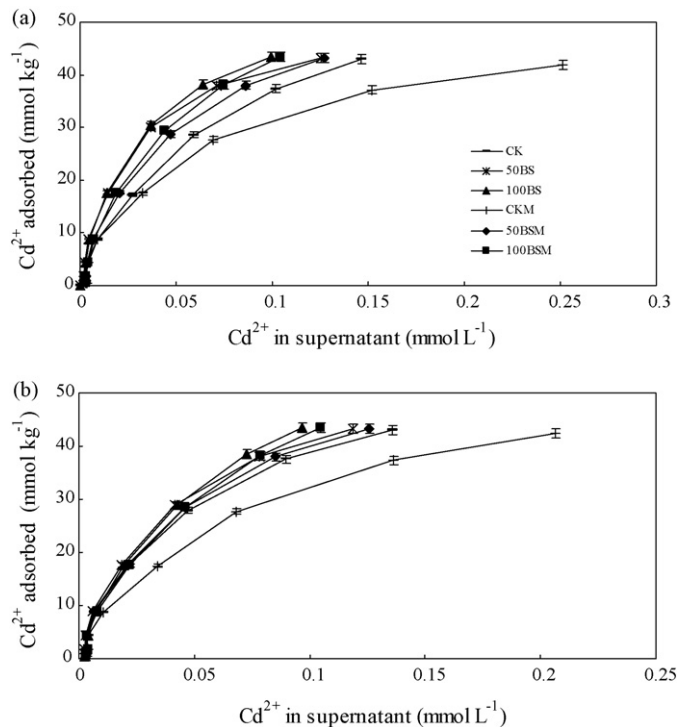 (a)
50
40
30
20
10
0
Cd²⁺ adsorbed (mmol kg⁻¹)
CK
50BS
100BS
CKM
50BSM
100BSM
0 0.05 0.1 0.15 0.2 0.25 0.3
Cd²⁺ in supernatant (mmol L⁻¹)
(b)
50
40
30
20
10
0
Cd²⁺ adsorbed (mmol kg⁻¹)
0 0.05 0.1 0.15 0.2 0.25
Cd²⁺ in supernatant (mmol L⁻¹)